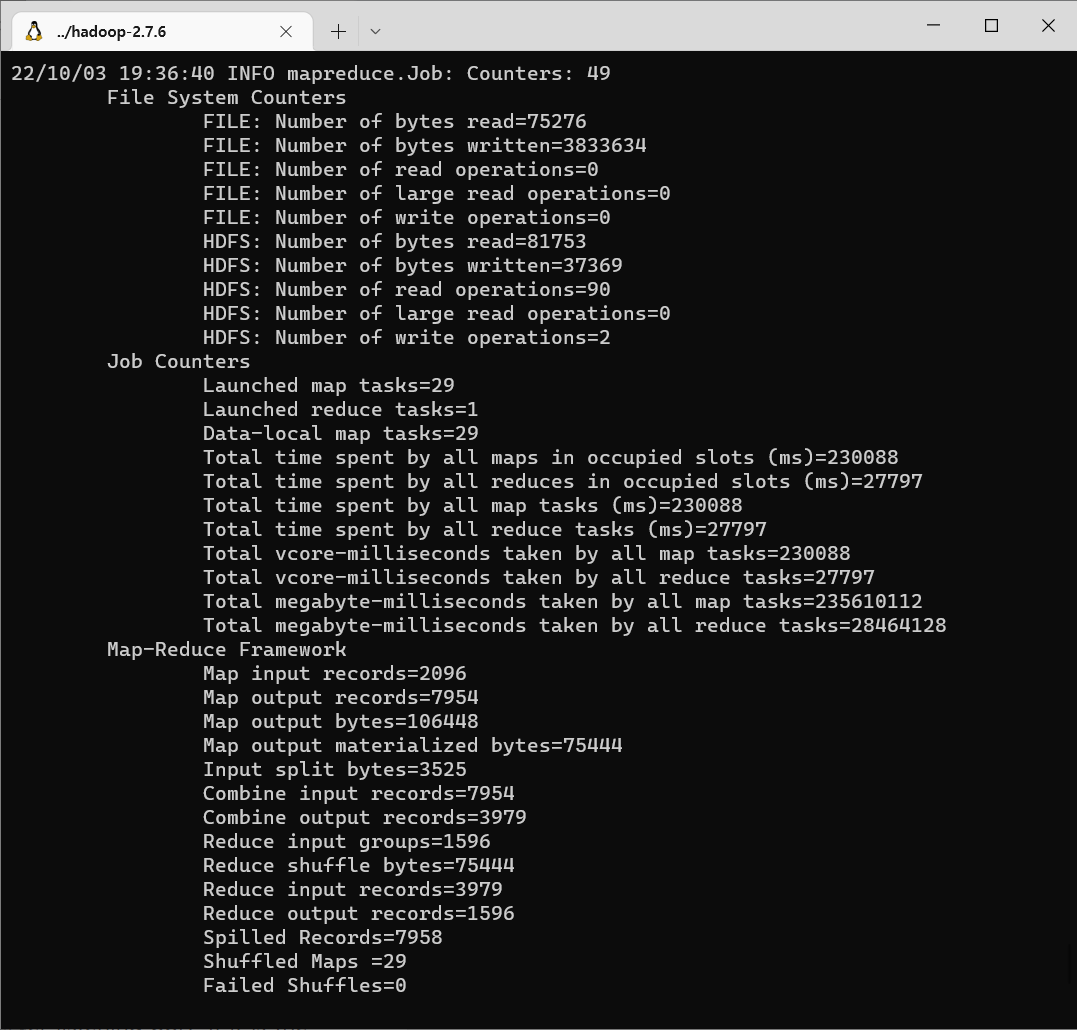 ../hadoop-2.7.6
22/10/03 19:36:40 INFO mapreduce.Job: Counters: 49
File System Counters
FILE: Number of bytes read=75276
FILE: Number of bytes written=3833634
FILE: Number of read operations=0
FILE: Number of large read operations=0
FILE: Number of write operations=0
HDFS: Number of bytes read=81753
HDFS: Number of bytes written=37369
HDFS: Number of read operations=90
HDFS: Number of large read operations=0
HDFS: Number of write operations=2
Job Counters
Launched map tasks=29
Launched reduce tasks=1
Data-local map tasks=29
Total time spent by all maps in occupied slots (ms)=230088
Total time spent by all reduces in occupied slots (ms)=27797
Total time spent by all map tasks (ms)=230088
Total time spent by all reduce tasks (ms)=27797
Total vcore-milliseconds taken by all map tasks=230088
Total vcore-milliseconds taken by all reduce tasks=27797
Total megabyte-milliseconds taken by all map tasks=235610112
Total megabyte-milliseconds taken by all reduce tasks=28464128
Map-Reduce Framework
Map input records=2096
Map output records=7954
Map output bytes=106448
Map output materialized bytes=75444
Input split bytes=3525
Combine input records=7954
Combine output records=3979
Reduce input groups=1596
Reduce shuffle bytes=75444
Reduce input records=3979
Reduce output records=1596
Spilled Records=7958
Shuffled Maps =29
Failed Shuffles=0